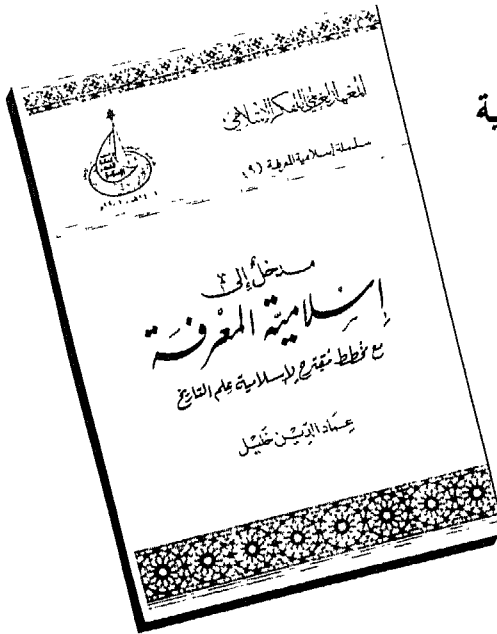 المعهد العالمي للفكر الإسلامي
سلسلة إسلامية المعرفة (٩)
مدخل إلى
إسلامية المعرفة
مع مخطط مقترح لإسلامية علم التاريخ
عماد الدين خليل